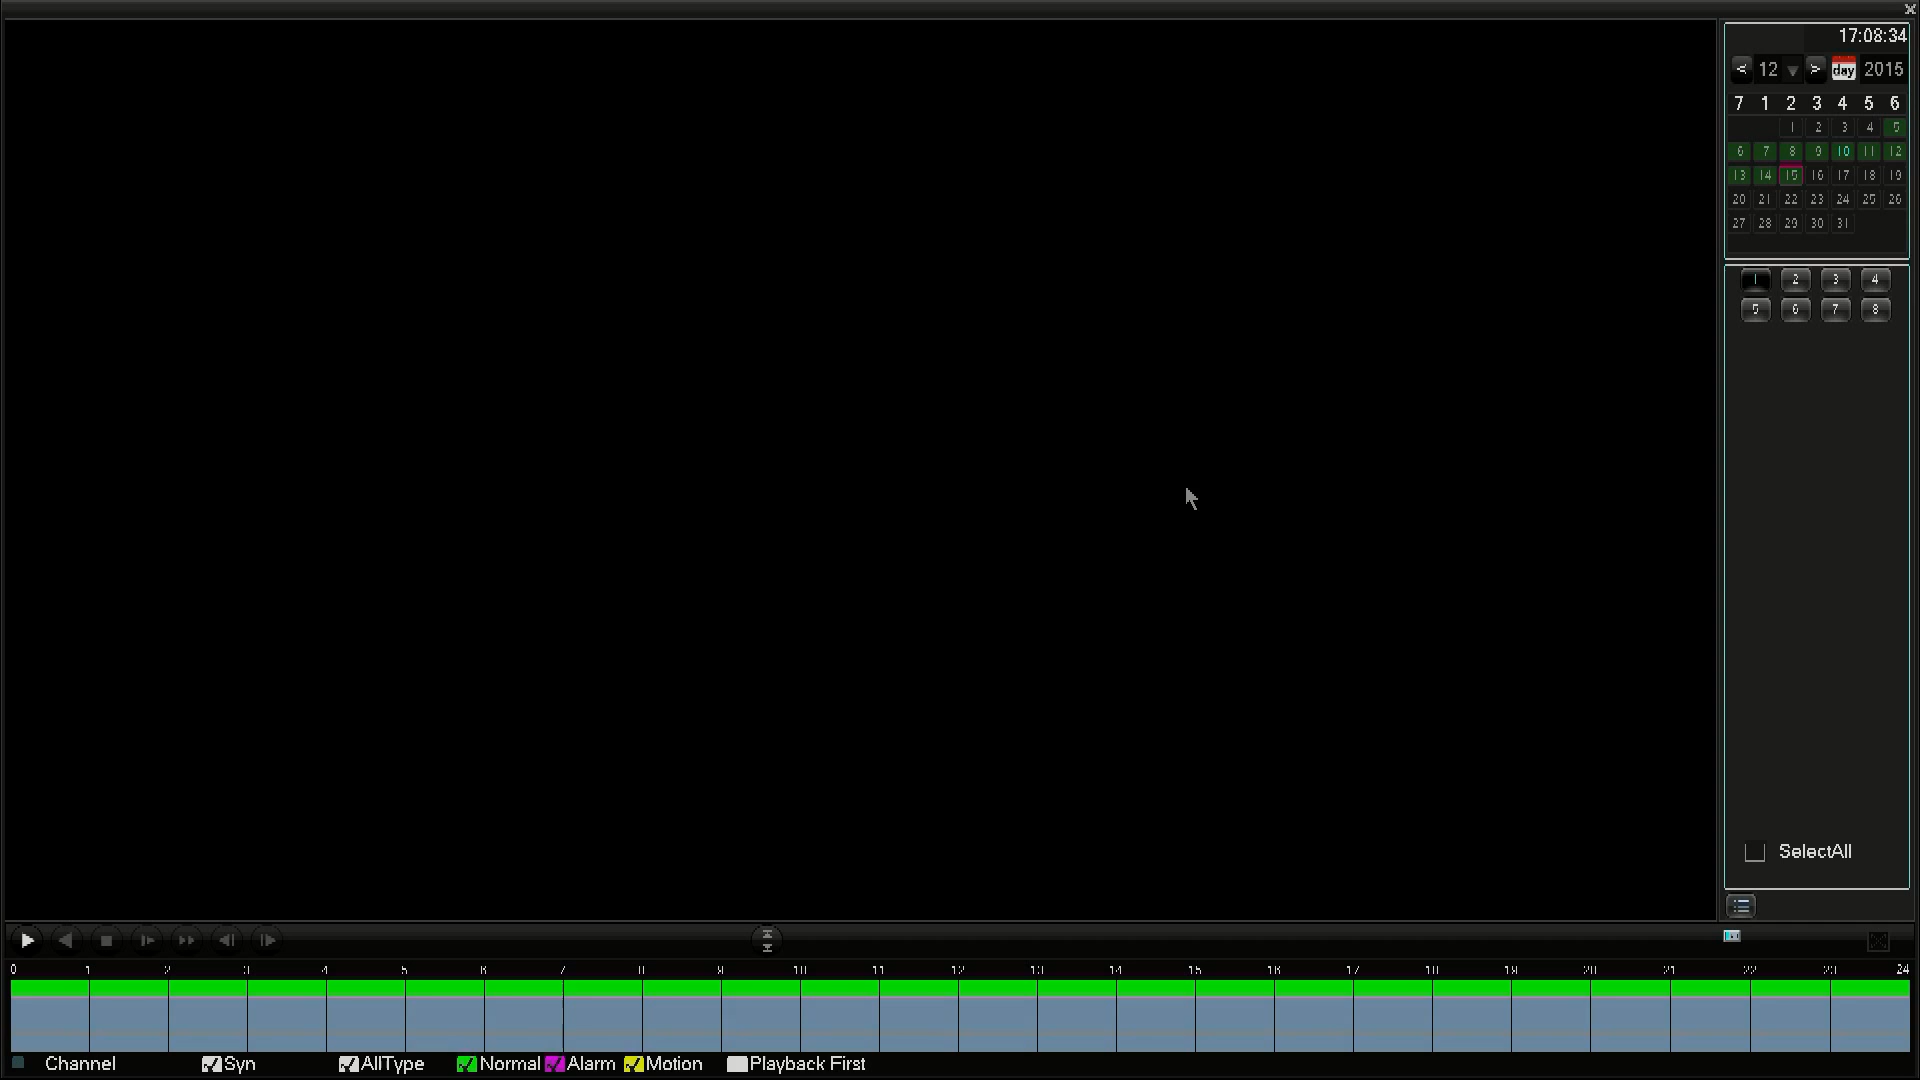 X
17:08:34
< 12 > day 2015
7 1 2 3 4 5 6
1 2 3 4 5
6 7 8 9 10 11 12
13 14 15 16 17 18 19
20 21 22 23 24 25 26
27 28 29 30 31
1 2 3 4
5 6 7 8
SelectAll
0 1 2 3 4 5 6 7 8 9 10 11 12 13 14 15 16 17 18 19 20 21 22 23 24
Channel Syn AllType Normal Alarm Motion Playback First